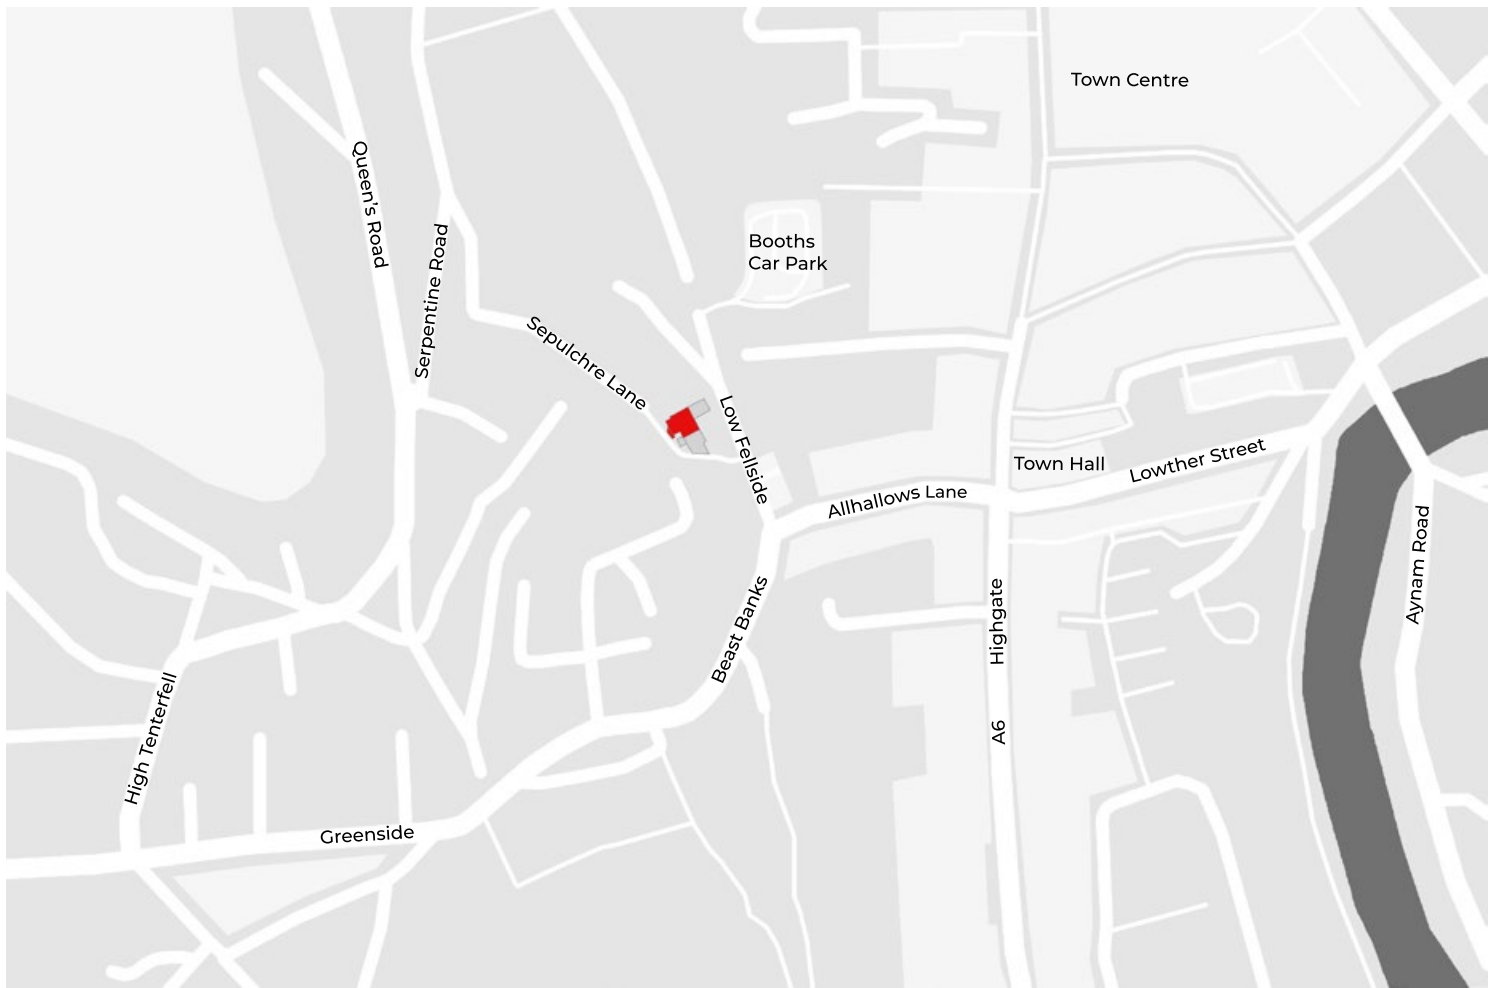 Town Centre
Queen's Road
Serpentine Road
Booths
Car Park
Sepulchre Lane
Low Fellside
Town Hall
Lowther Street
Allhallows Lane
Aynam Road
Highgate
Beast Banks
High Tenterfell
A6
Greenside